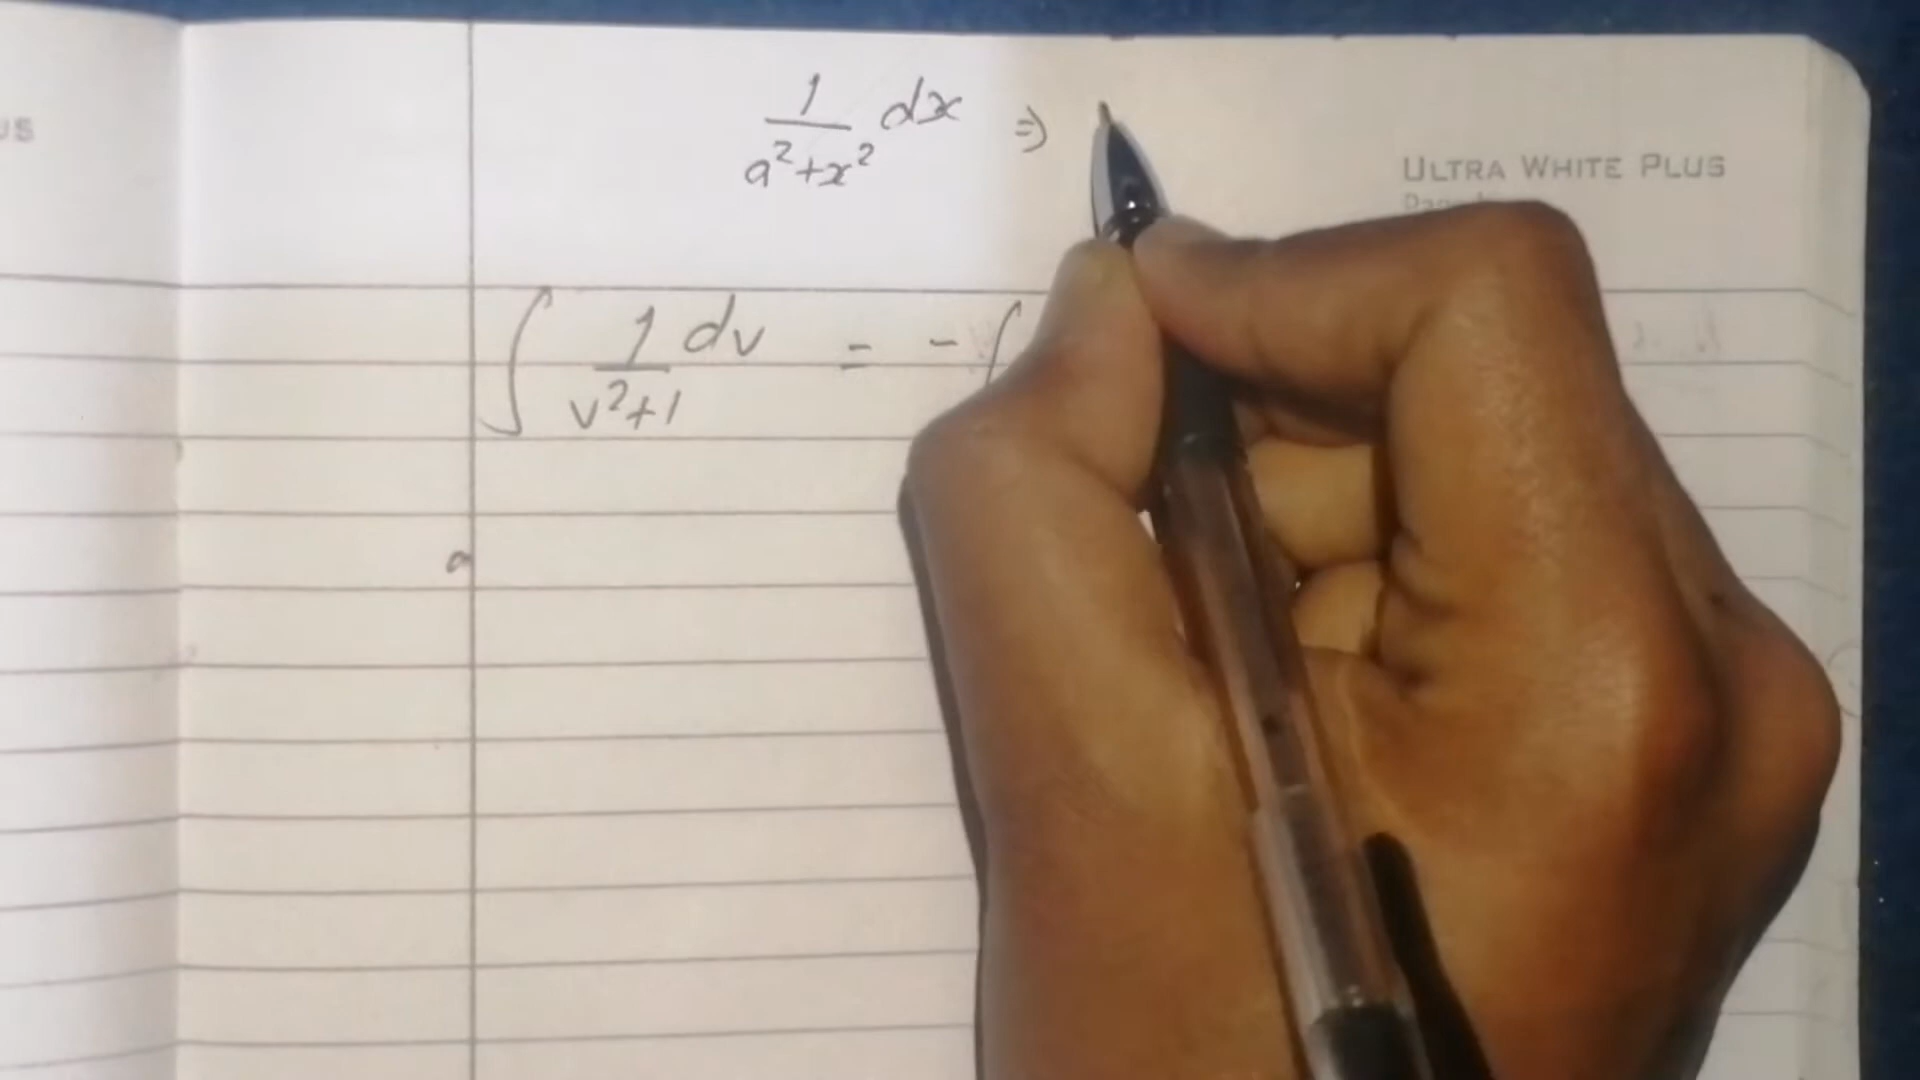 1/(a²+x²) dx ⇒
ULTRA WHITE PLUS
∫ 1/(v²+1) dv = -∫